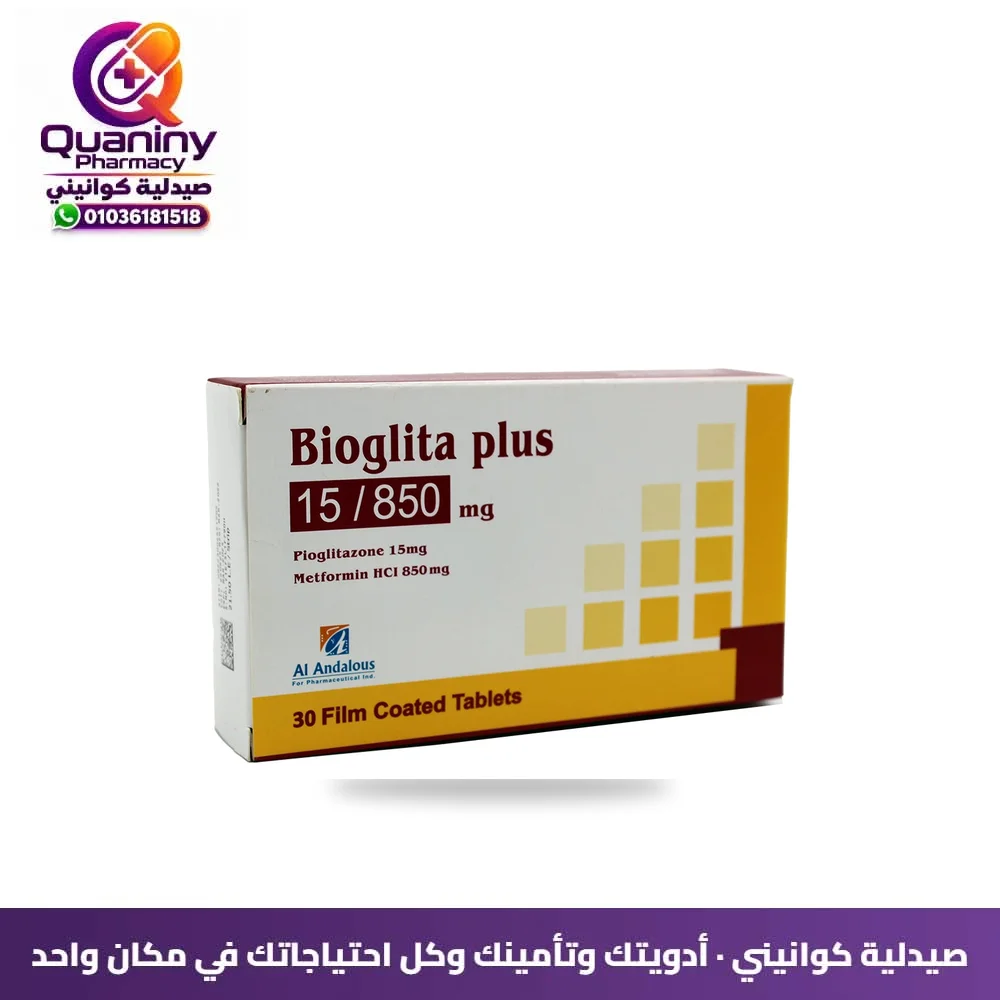 Quaniny
Pharmacy
صيدلية كوانيني
01036181518
Bioglita plus
15 / 850 mg
Pioglitazone 15mg
Metformin HCl 850mg
Al Andalous
For Pharmaceutical Ind.
30 Film Coated Tablets
صيدلية كوانيني · أدويتك وتأمينك وكل احتياجاتك في مكان واحد